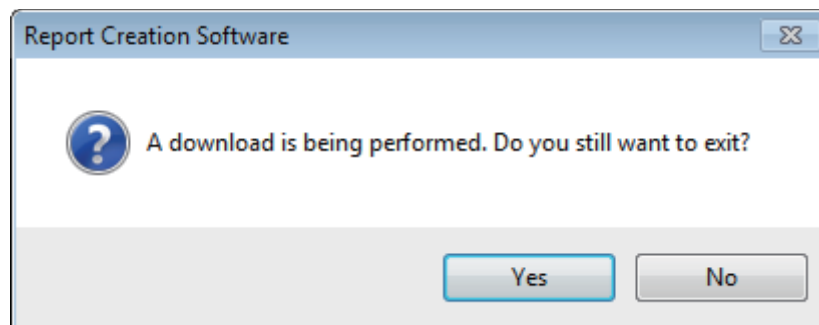 Report Creation Software
A download is being performed. Do you still want to exit?
Yes
No